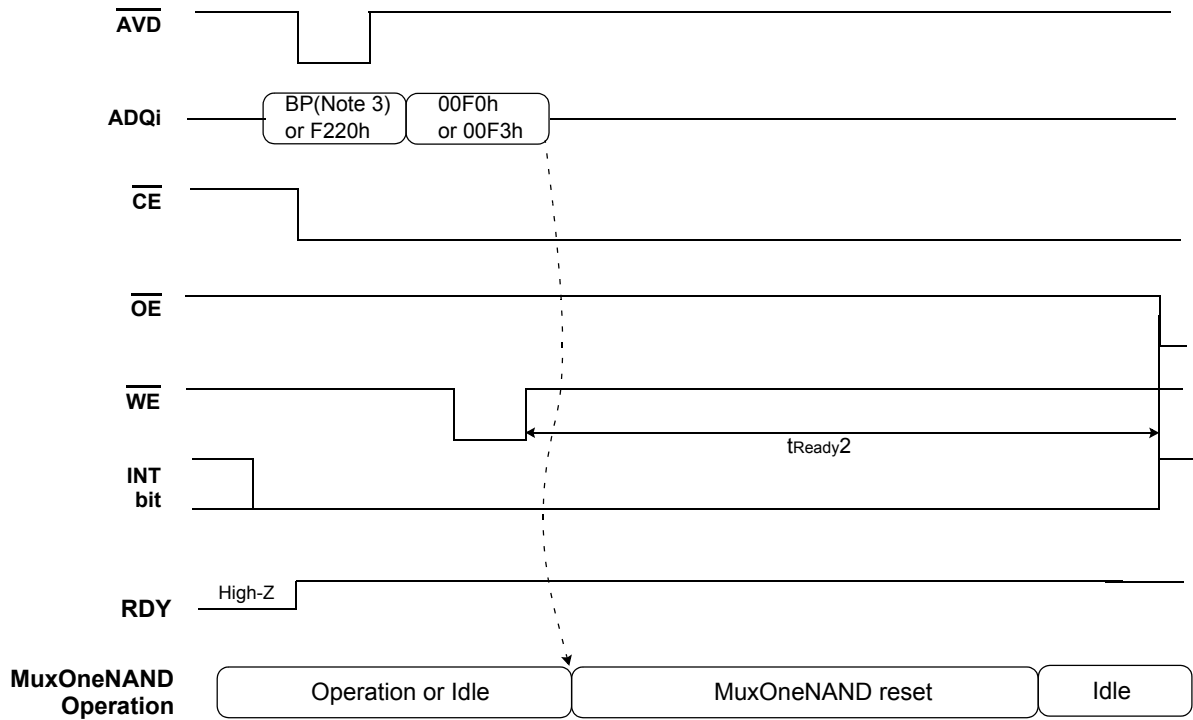 AVD
ADQi
BP(Note 3)
or F220h
00F0h
or 00F3h
CE
OE
WE
tReady2
INT
bit
High-Z
RDY
MuxOneNAND
Operation
Operation or Idle
MuxOneNAND reset
Idle